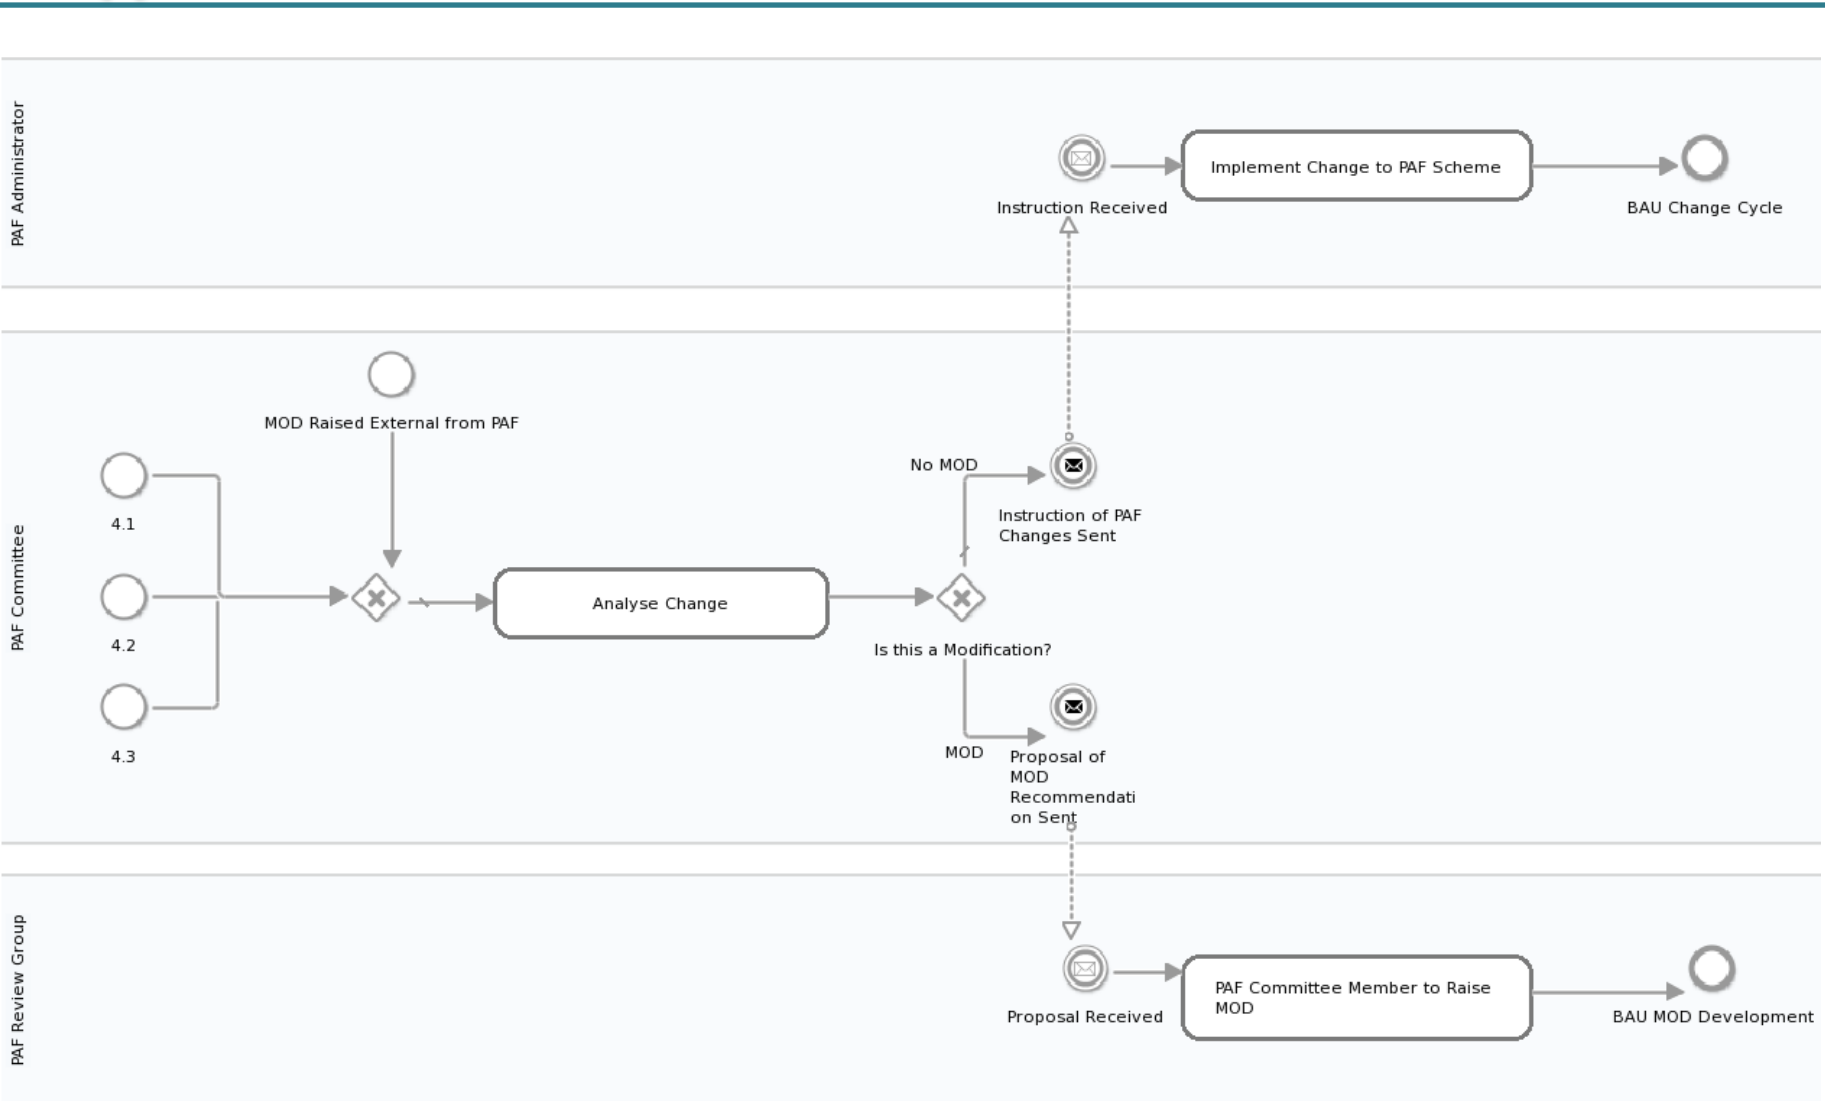 PAF Administrator
Implement Change to PAF Scheme
Instruction Received
BAU Change Cycle
PAF Committee
MOD Raised External from PAF
4.1
4.2
4.3
Analyse Change
No MOD
Instruction of PAF
Changes Sent
Is this a Modification?
MOD
Proposal of
MOD
Recommendati
on Sent
PAF Review Group
Proposal Received
PAF Committee Member to Raise
MOD
BAU MOD Development